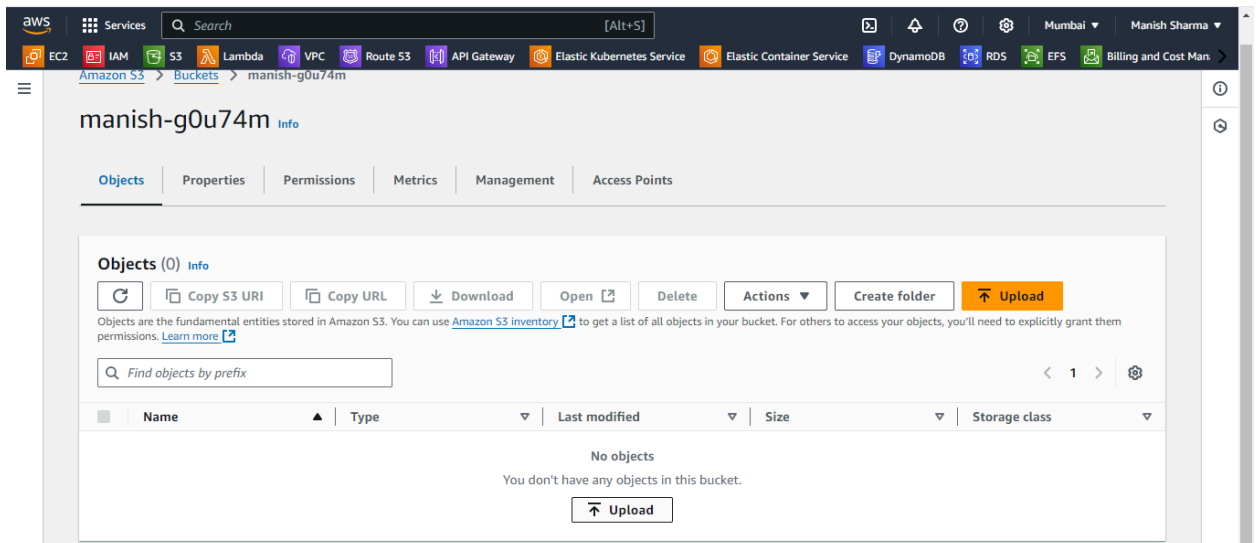 aws Services Search [Alt+S] Mumbai ▼ Manish Sharma ▼
EC2 IAM S3 Lambda VPC Route 53 API Gateway Elastic Kubernetes Service Elastic Container Service DynamoDB RDS EFS Billing and Cost Man
Amazon S3 > Buckets > manish-g0u74m
manish-g0u74m Info
Objects Properties Permissions Metrics Management Access Points
Objects (0) Info
Copy S3 URI Copy URL Download Open Delete Actions ▼ Create folder Upload
Objects are the fundamental entities stored in Amazon S3. You can use Amazon S3 inventory to get a list of all objects in your bucket. For others to access your objects, you'll need to explicitly grant them
permissions. Learn more
Find objects by prefix < 1 >
Name ▲ Type Last modified Size Storage class
No objects
You don't have any objects in this bucket.
Upload